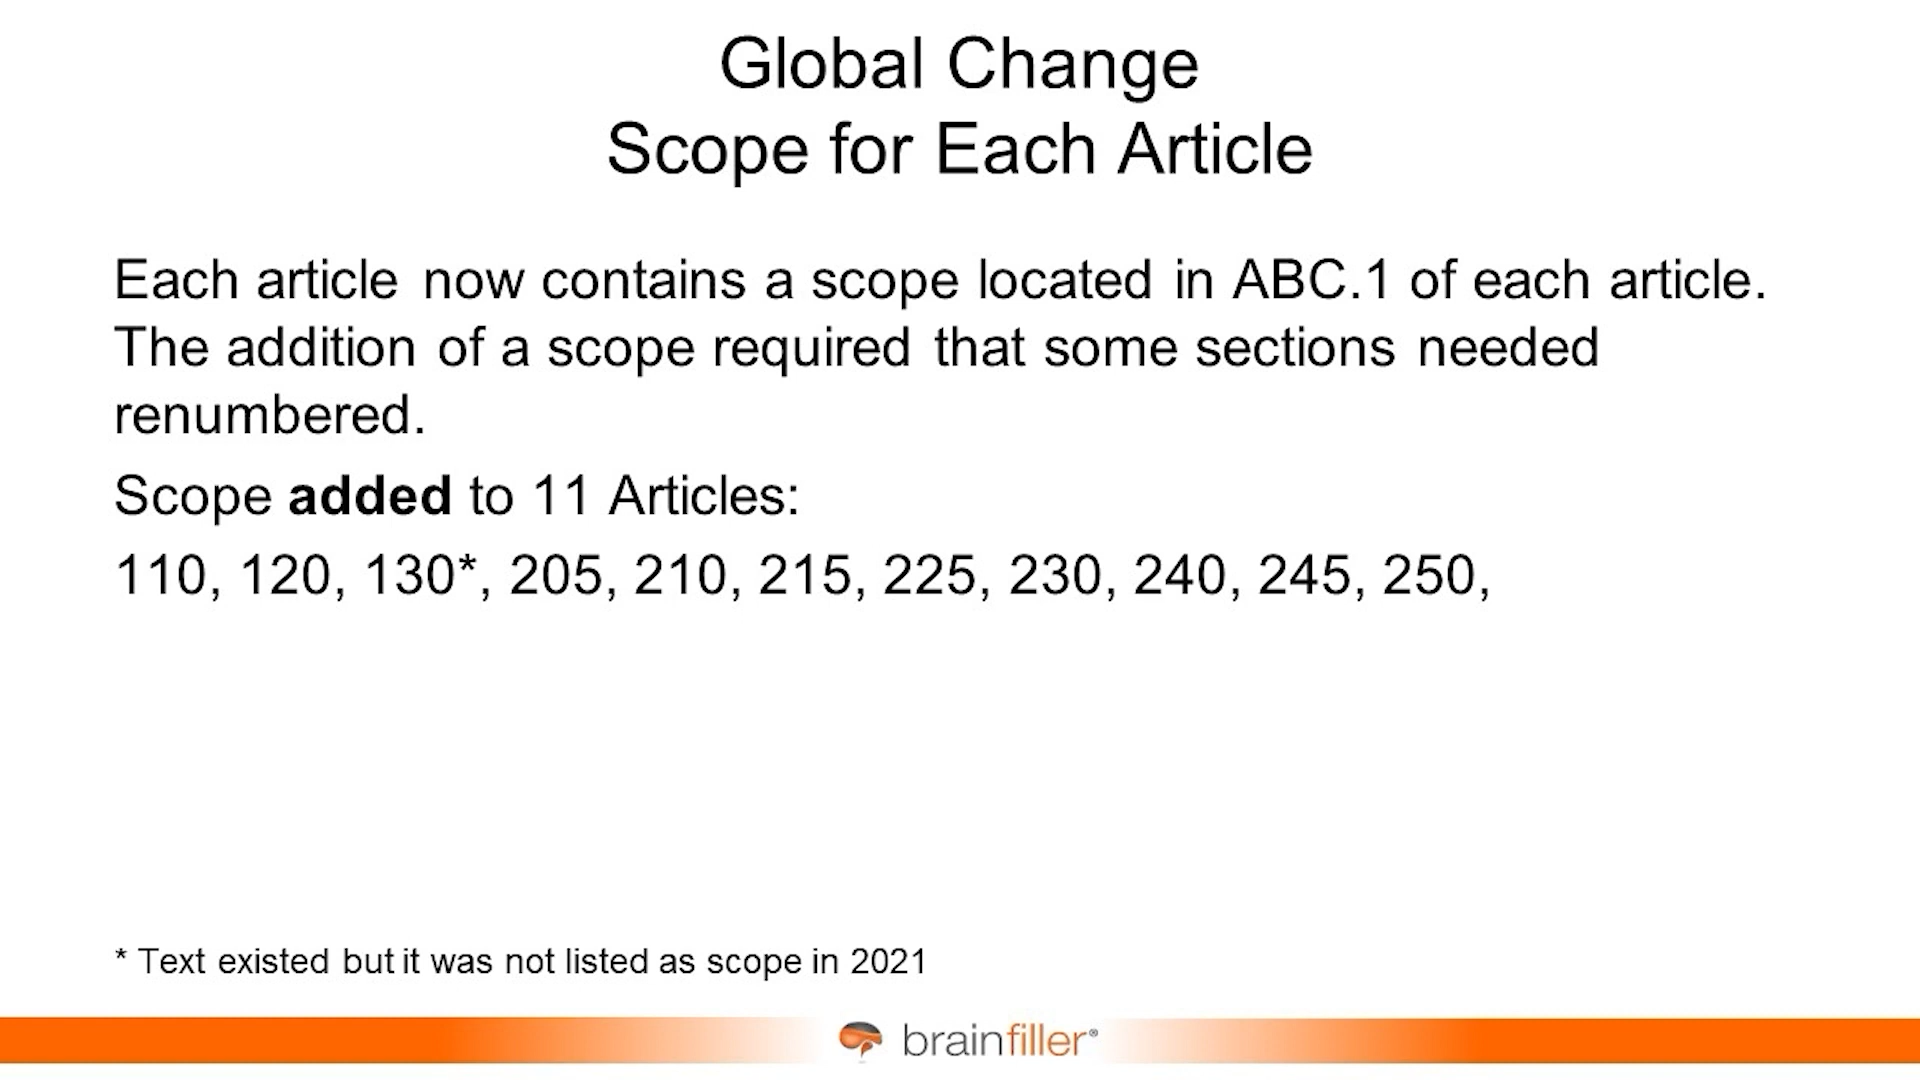 Global Change
Scope for Each Article
Each article now contains a scope located in ABC.1 of each article.
The addition of a scope required that some sections needed
renumbered.
Scope added to 11 Articles:
110, 120, 130*, 205, 210, 215, 225, 230, 240, 245, 250,
* Text existed but it was not listed as scope in 2021
brainfiller®